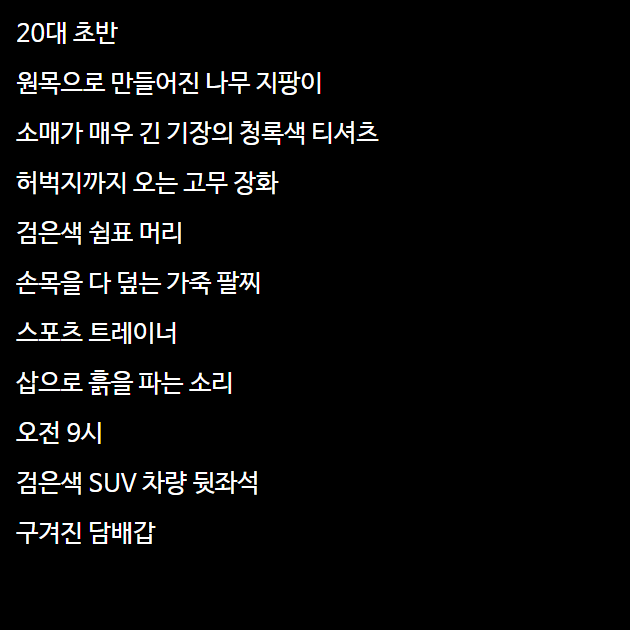 20대 초반
원목으로 만들어진 나무 지팡이
소매가 매우 긴 기장의 청록색 티셔츠
허벅지까지 오는 고무 장화
검은색 쉼표 머리
손목을 다 덮는 가죽 팔찌
스포츠 트레이너
삽으로 흙을 파는 소리
오전 9시
검은색 SUV 차량 뒷좌석
구겨진 담배갑